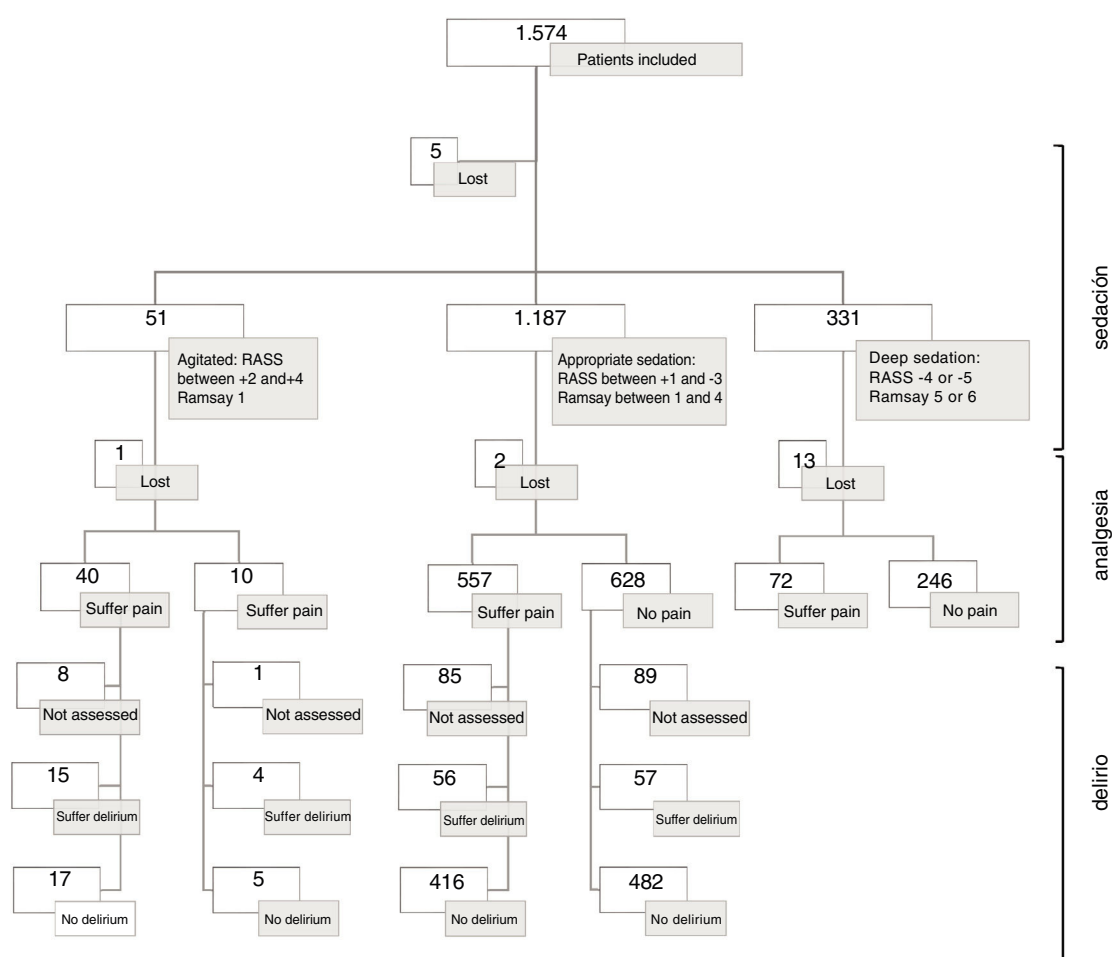 1.574
Patients included
5
Lost
sedación
51
Agitated: RASS
between +2 and+4
Ramsay 1
1.187
Appropriate sedation:
RASS between +1 and -3
Ramsay between 1 and 4
331
Deep sedation:
RASS -4 or -5
Ramsay 5 or 6
1
Lost
2
Lost
13
Lost
analgesia
40
Suffer pain
10
Suffer pain
557
Suffer pain
628
No pain
72
Suffer pain
246
No pain
8
Not assessed
1
Not assessed
85
Not assessed
89
Not assessed
delirio
15
Suffer delirium
4
Suffer delirium
56
Suffer delirium
57
Suffer delirium
17
No delirium
5
No delirium
416
No delirium
482
No delirium